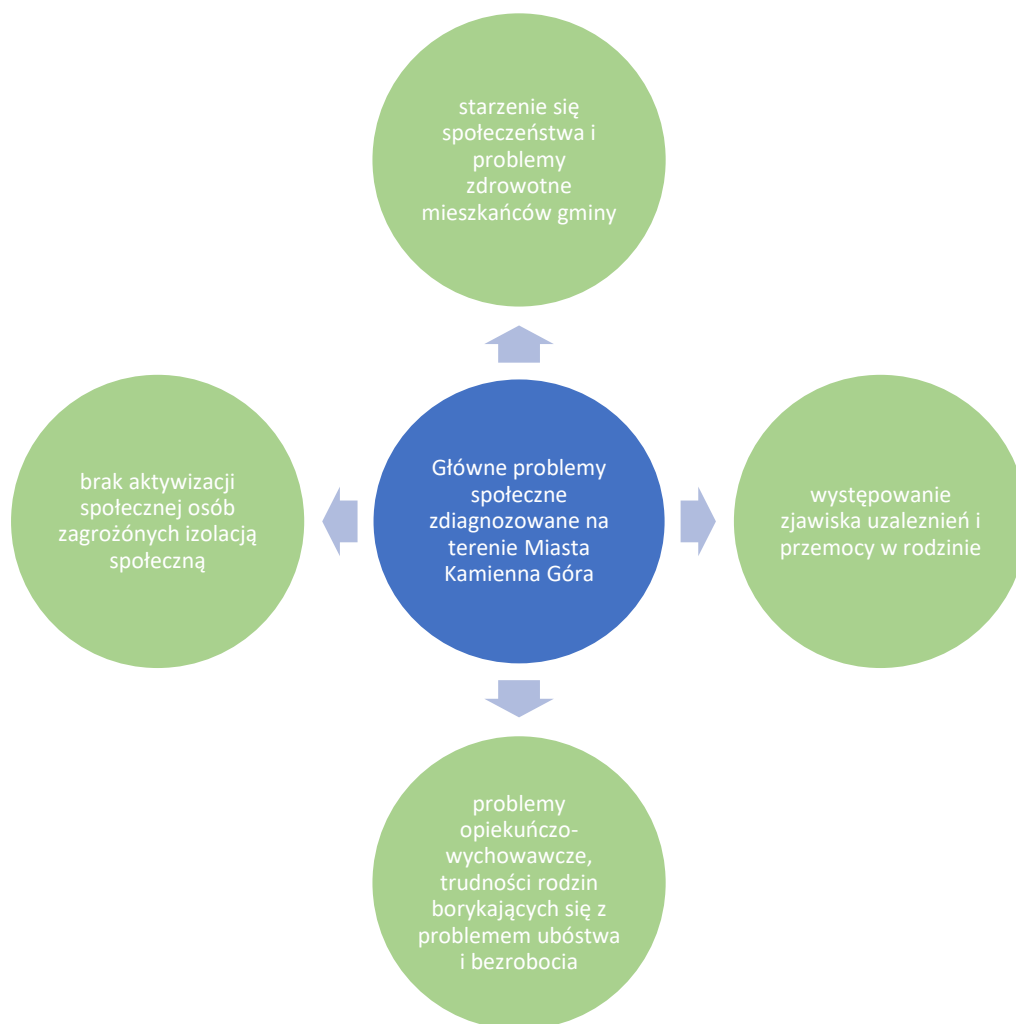 starzenie się
społeczeństwa i
problemy
zdrowotne
mieszkańców gminy
brak aktywizacji
społecznej osób
zagrożónych izolacją
społeczną
Główne problemy
społeczne
zdiagnozowane na
terenie Miasta
Kamienna Góra
występowanie
zjawiska uzaleznień i
przemocy w rodzinie
problemy
opiekuńczo-
wychowawcze,
trudności rodzin
borykających się z
problemem ubóstwa
i bezrobocia